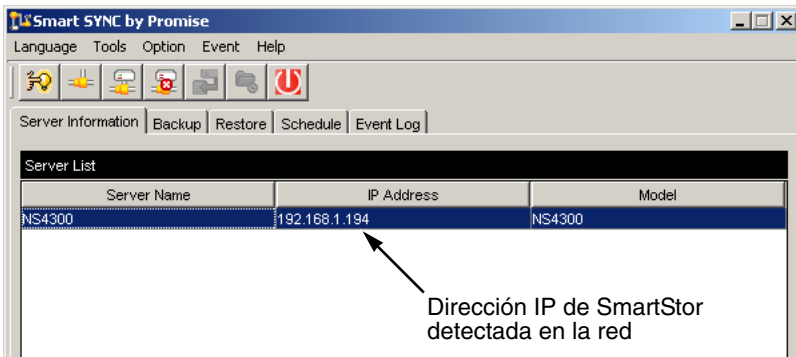 Smart SYNC by Promise
Language Tools Option Event Help
Server Information Backup Restore Schedule Event Log
Server List
Server Name IP Address Model
NS4300 192.168.1.194 NS4300
Dirección IP de SmartStor
detectada en la red